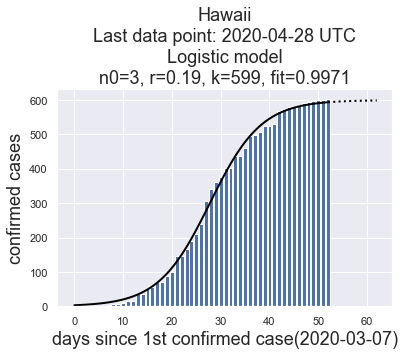 Hawaii
Last data point: 2020-04-28 UTC
Logistic model
n0=3, r=0.19, k=599, fit=0.9971
confirmed cases
600
500
400
300
200
100
0
0 10 20 30 40 50 60
days since 1st confirmed case(2020-03-07)